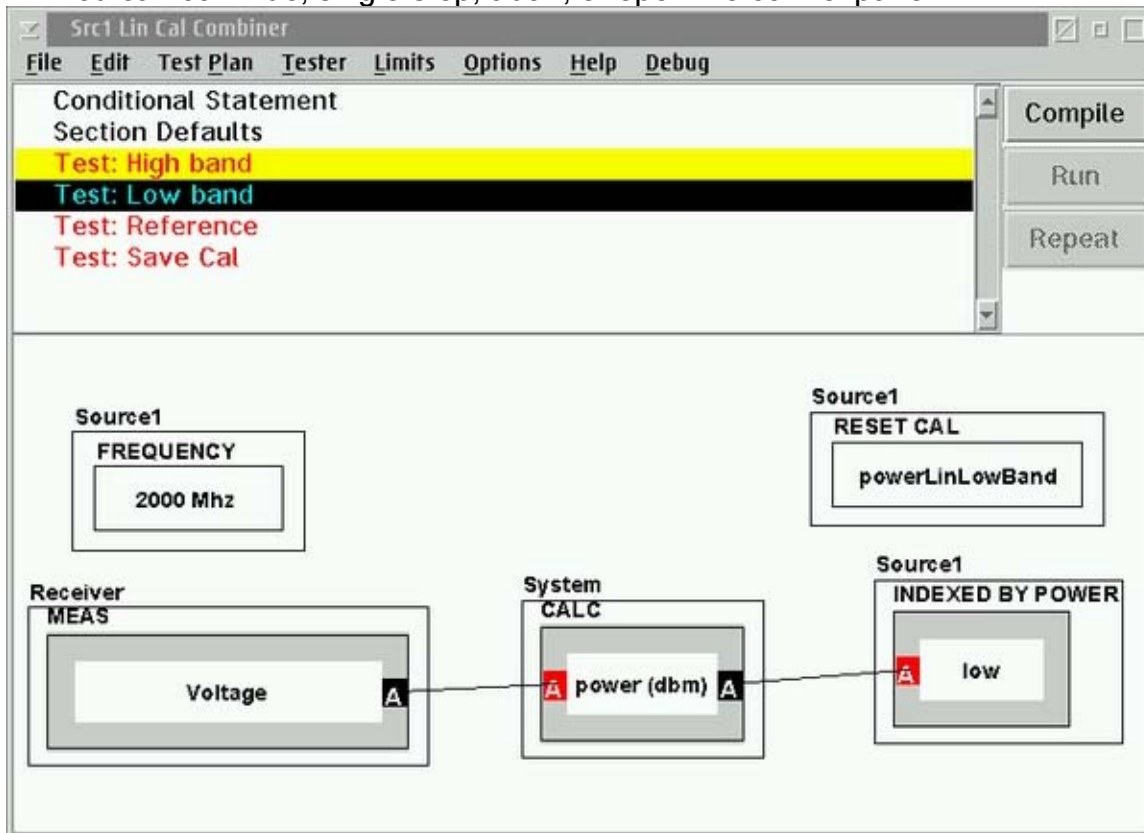 Src1 Lin Cal Combiner
File Edit Test Plan Tester Limits Options Help Debug
Conditional Statement
Section Defaults
Test: High band
Test: Low band
Test: Reference
Test: Save Cal
Compile
Run
Repeat
Source1
FREQUENCY
2000 Mhz
Source1
RESET CAL
powerLinLowBand
Receiver
MEAS
Voltage
A
System
CALC
A power (dbm) A
Source1
INDEXED BY POWER
A low